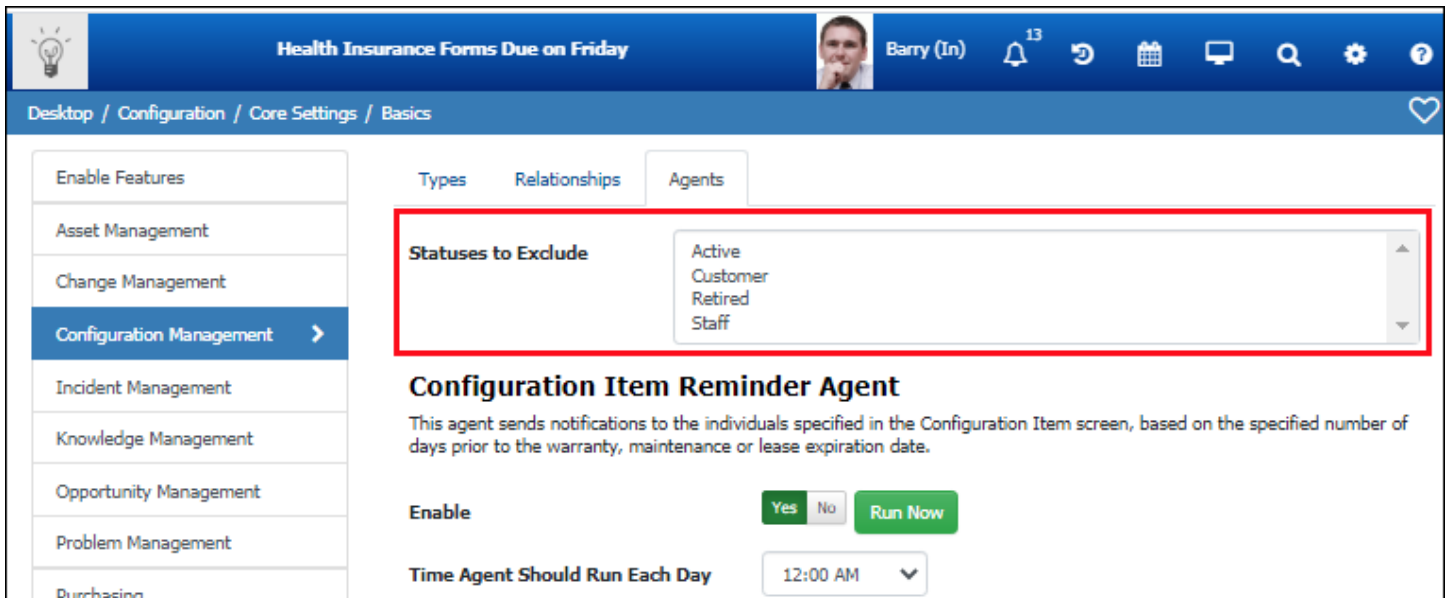 Health Insurance Forms Due on Friday
Barry (In)
13
Desktop / Configuration / Core Settings / Basics
Enable Features
Asset Management
Change Management
Configuration Management
Incident Management
Knowledge Management
Opportunity Management
Problem Management
Purchasing
Types Relationships Agents
Statuses to Exclude
Active
Customer
Retired
Staff
Configuration Item Reminder Agent
This agent sends notifications to the individuals specified in the Configuration Item screen, based on the specified number of
days prior to the warranty, maintenance or lease expiration date.
Enable Yes No Run Now
Time Agent Should Run Each Day 12:00 AM